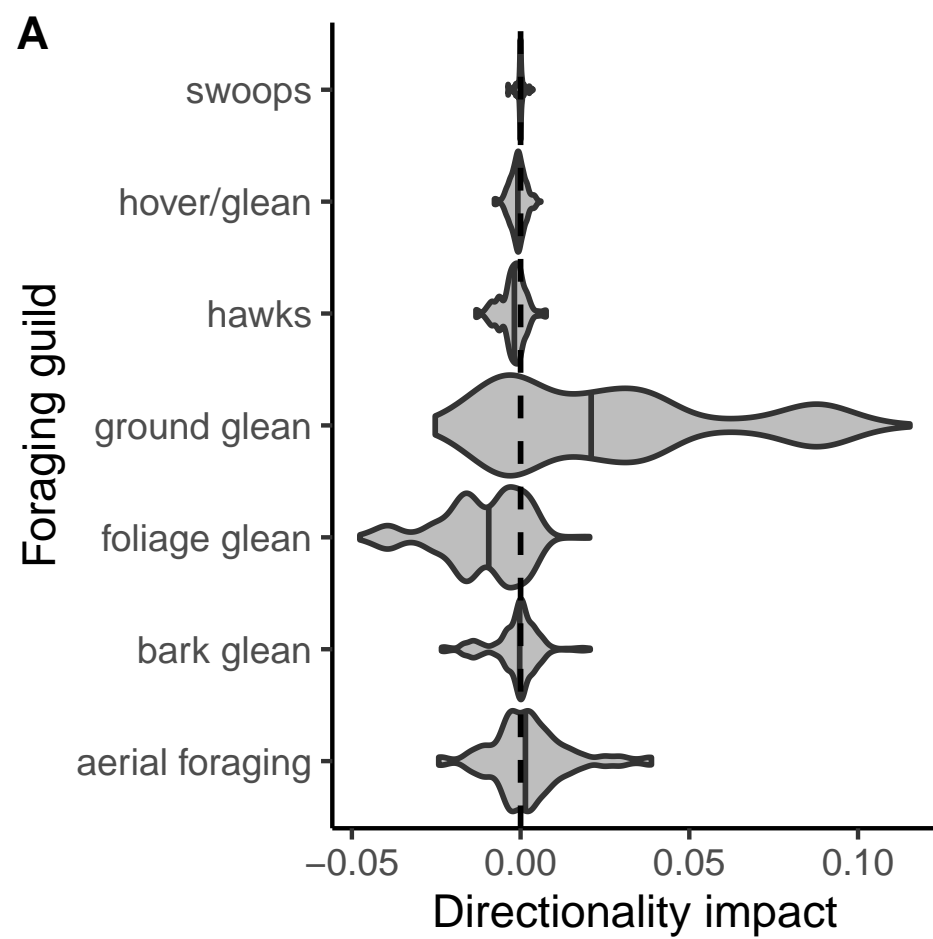 A
swoops
hover/glean
hawks
ground glean
foliage glean
bark glean
aerial foraging
Foraging guild
−0.05 0.00 0.05 0.10
Directionality impact